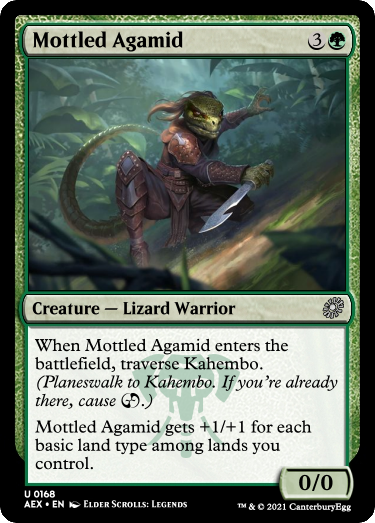 Mottled Agamid 3
Creature — Lizard Warrior
When Mottled Agamid enters the
battlefield, traverse Kahembo.
(Planeswalk to Kahembo. If you're already
there, cause .)
Mottled Agamid gets +1/+1 for each
basic land type among lands you
control.
0/0
U 0168
AEX • EN ELDER SCROLLS: LEGENDS
™ & © 2021 CanterburyEgg